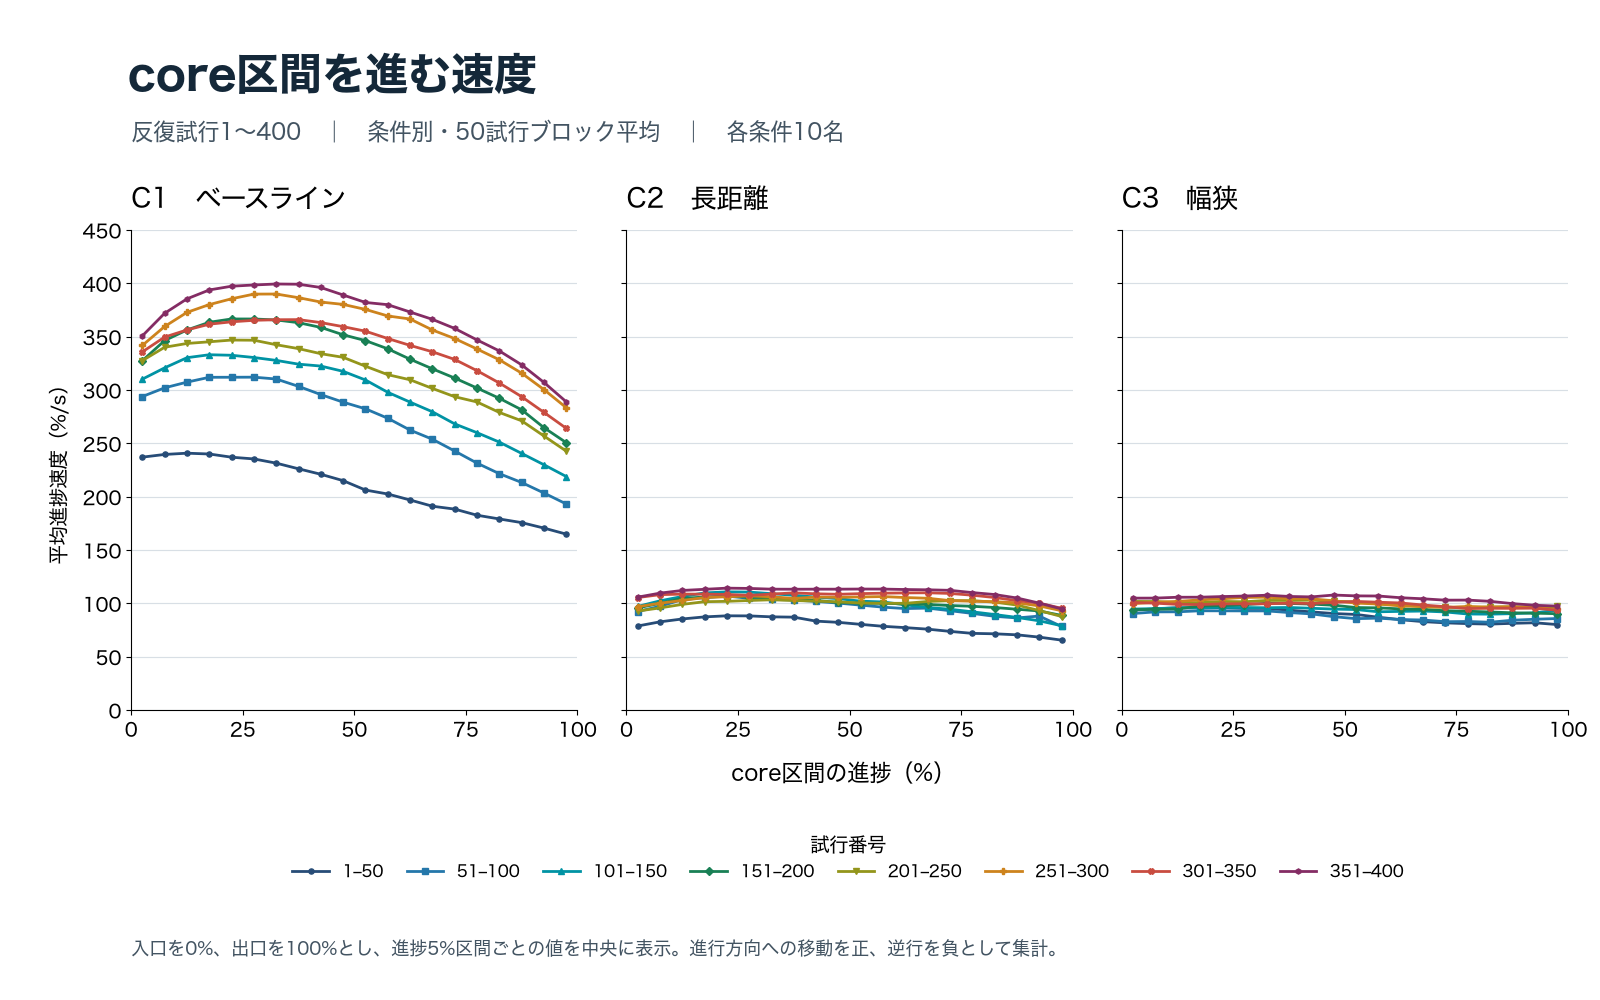 core区間を進む速度
反復試行1〜400 ｜ 条件別・50試行ブロック平均 ｜ 各条件10名
C1 ベースライン
C2 長距離
C3 幅狭
平均進捗速度（%/s）
450
400
350
300
250
200
150
100
50
0
0 25 50 75 100
0 25 50 75 100
0 25 50 75 100
core区間の進捗（%）
試行番号
1–50 51–100 101–150 151–200 201–250 251–300 301–350 351–400
入口を0%、出口を100%とし、進捗5%区間ごとの値を中央に表示。進行方向への移動を正、逆行を負として集計。